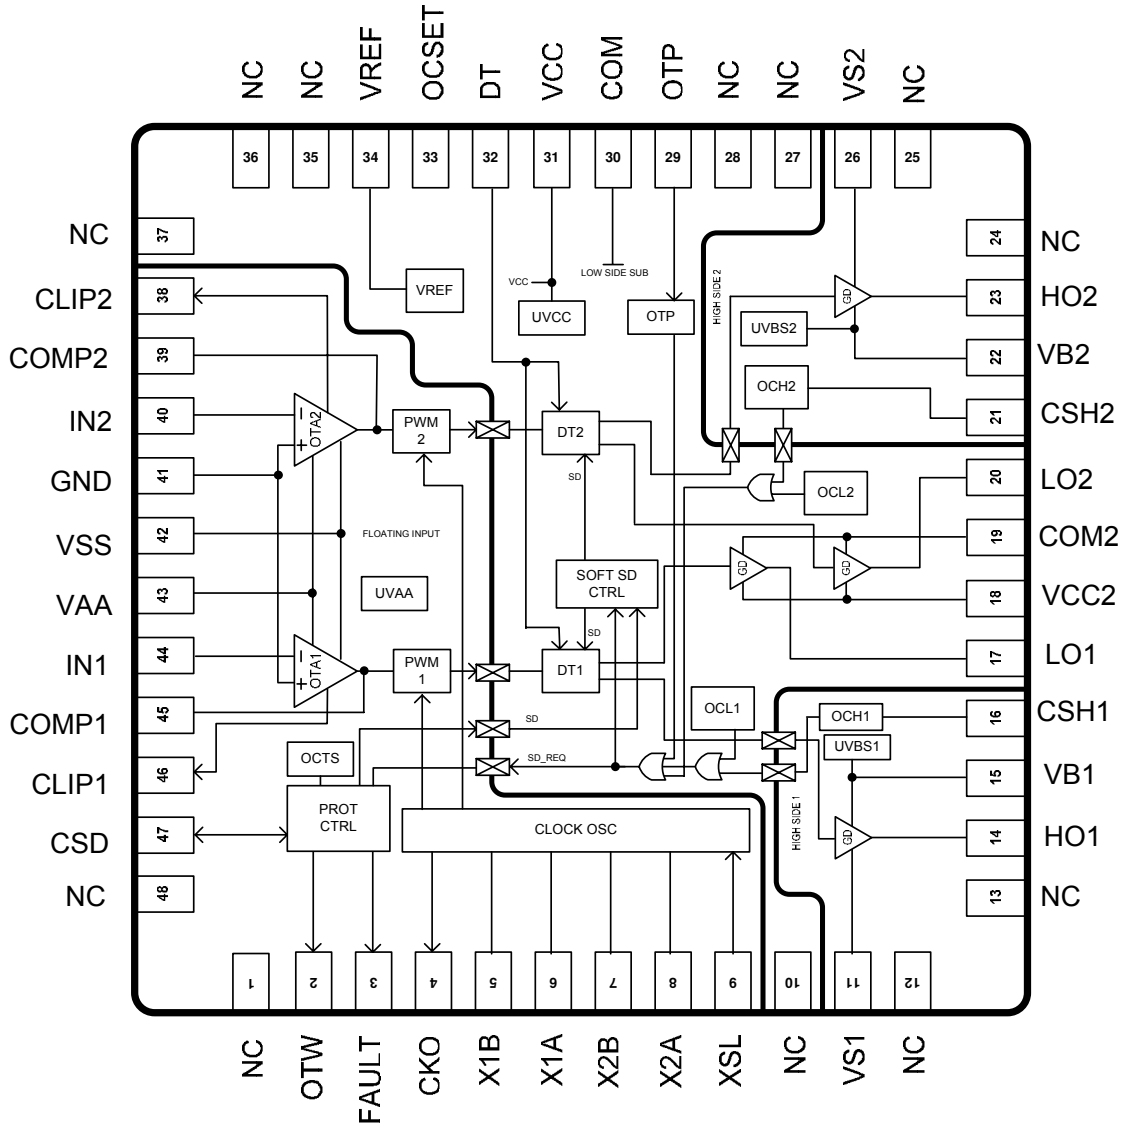 NC
NC
VREF
OCSET
DT
VCC
COM
OTP
NC
NC
VS2
NC
36
35
34
33
32
31
30
29
28
27
26
25
NC
37
CLIP2
38
COMP2
39
IN2
40
GND
41
VSS
42
VAA
43
IN1
44
COMP1
45
CLIP1
46
CSD
47
NC
48
24
NC
23
HO2
22
VB2
21
CSH2
20
LO2
19
COM2
18
VCC2
17
LO1
16
CSH1
15
VB1
14
HO1
13
NC
VREF
VCC
UVCC
LOW SIDE SUB
OTP
HIGH SIDE 2
GD
UVBS2
OCH2
− + OTA2
PWM
2
DT2
SD
OCL2
FLOATING INPUT
UVAA
SOFT SD
CTRL
GD
GD
SD
− + OTA1
PWM
1
DT1
OCL1
OCH1
UVBS1
SD
SD_REQ
OCTS
PROT
CTRL
CLOCK OSC
HIGH SIDE 1
GD
1
2
3
4
5
6
7
8
9
10
11
12
NC
OTW
FAULT
CKO
X1B
X1A
X2B
X2A
XSL
NC
VS1
NC